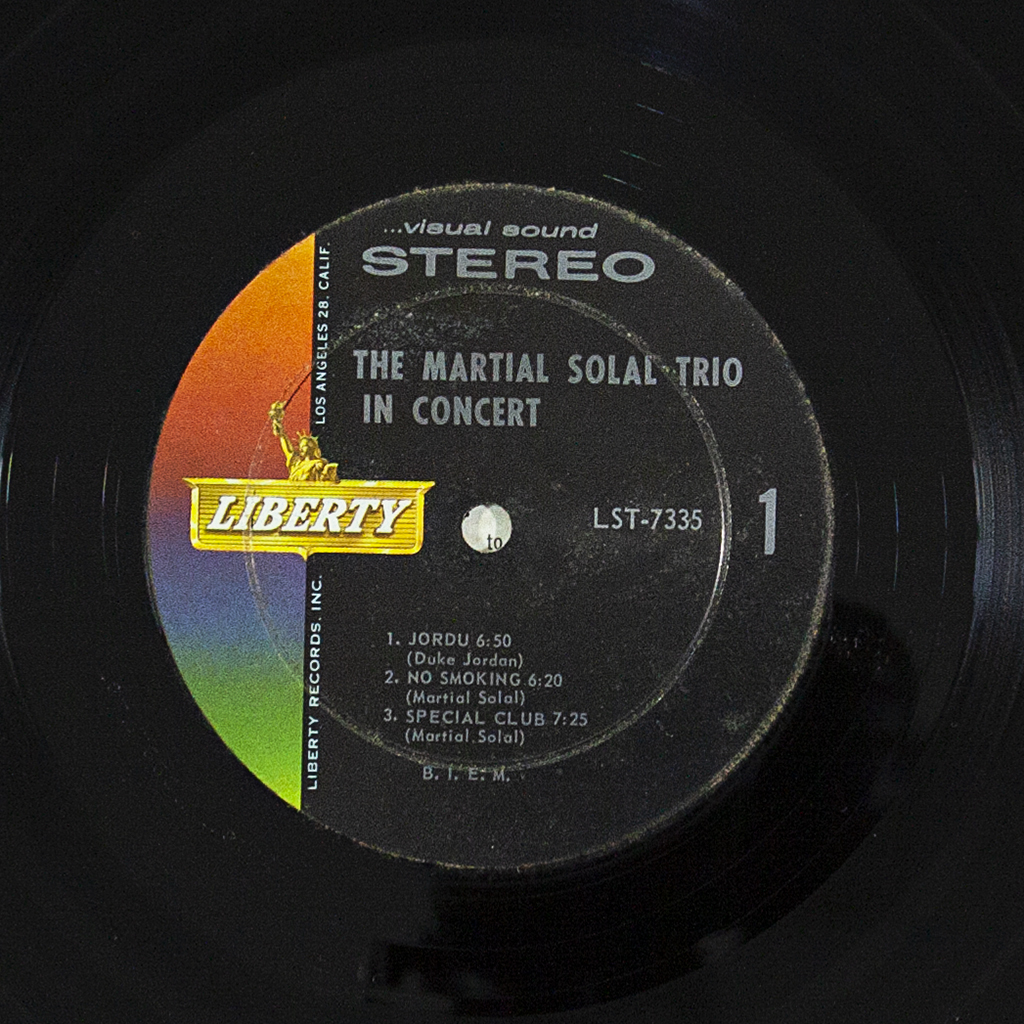 ...visual sound
STEREO
LOS ANGELES 28, CALIF.
THE MARTIAL SOLAL TRIO
IN CONCERT
LIBERTY
to
LST-7335
1
LIBERTY RECORDS, INC.
1. JORDU 6:50
(Duke Jordan)
2. NO SMOKING 6:20
(Martial Solal)
3. SPECIAL CLUB 7:25
(Martial Solal)
B. I. E. M.